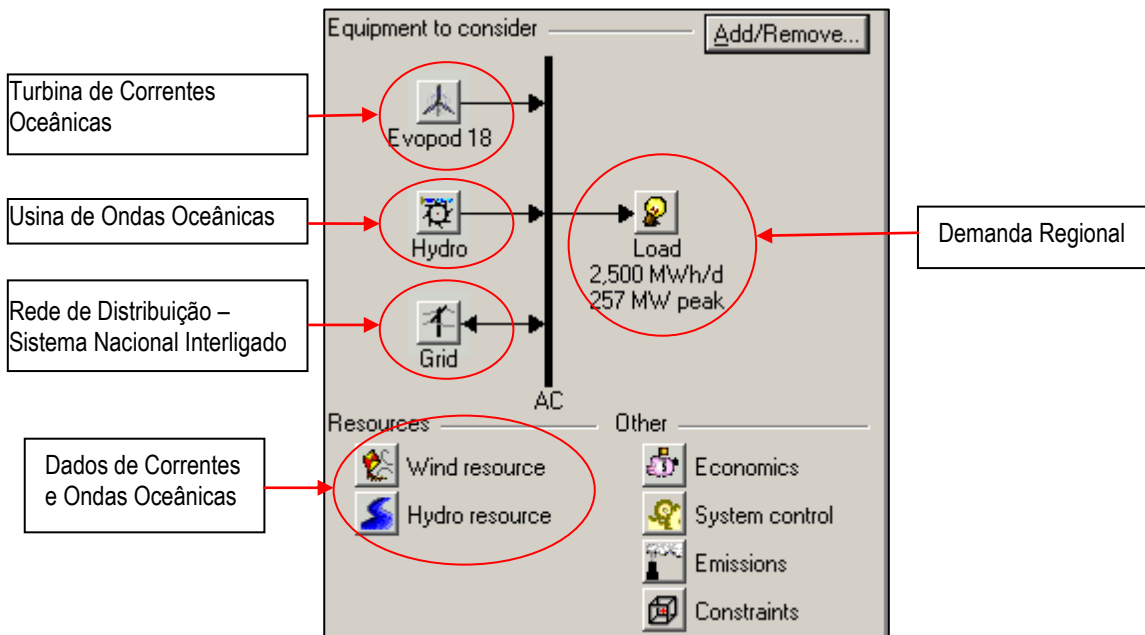 Equipment to consider
Add/Remove...
Turbina de Correntes
Oceânicas
Evopod 18
Usina de Ondas Oceânicas
Hydro
Load
2,500 MWh/d
257 MW peak
Demanda Regional
Rede de Distribuição –
Sistema Nacional Interligado
Grid
AC
Resources
Other
Dados de Correntes
e Ondas Oceânicas
Wind resource
Hydro resource
Economics
System control
Emissions
Constraints